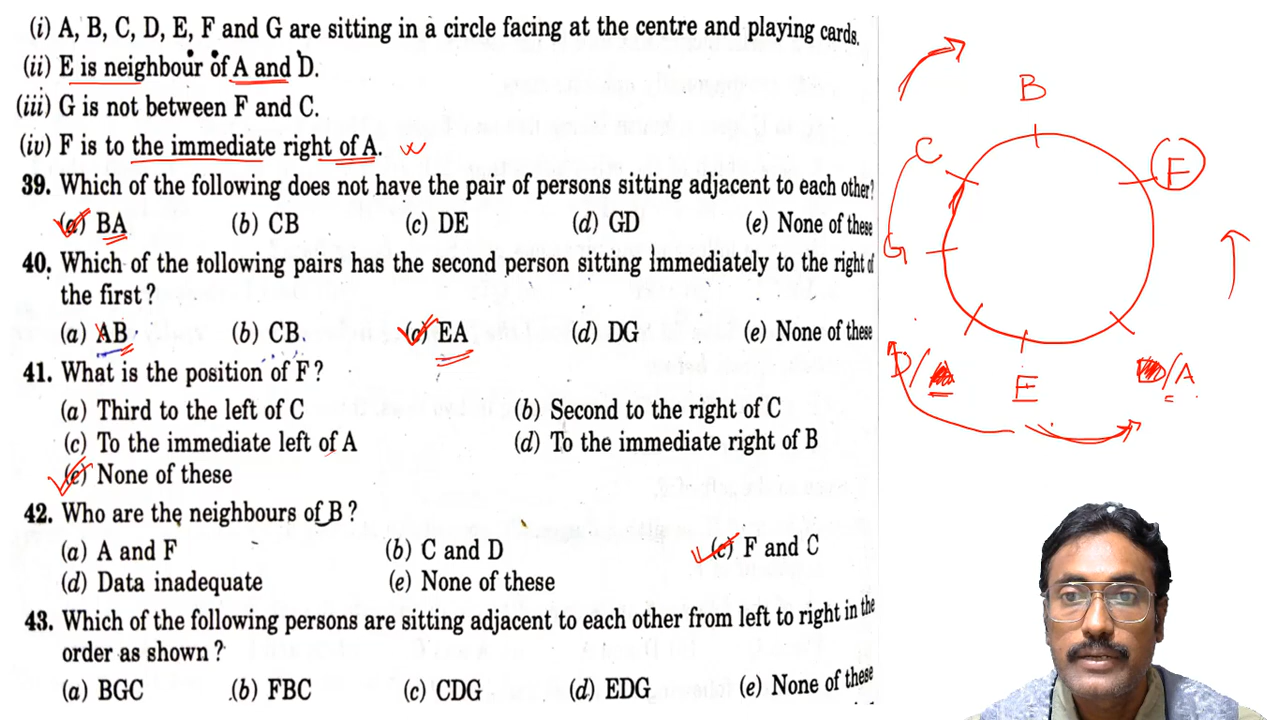 (i) A, B, C, D, E, F and G are sitting in a circle facing at the centre and playing cards.
(ii) E is neighbour of A and D.
(iii) G is not between F and C.
(iv) F is to the immediate right of A.
39. Which of the following does not have the pair of persons sitting adjacent to each other?
(a) BA (b) CB (c) DE (d) GD (e) None of these
40. Which of the following pairs has the second person sitting immediately to the right of
the first?
(a) AB (b) CB (c) EA (d) DG (e) None of these
41. What is the position of F?
(a) Third to the left of C (b) Second to the right of C
(c) To the immediate left of A (d) To the immediate right of B
(e) None of these
42. Who are the neighbours of B?
(a) A and F (b) C and D (c) F and C
(d) Data inadequate (e) None of these
43. Which of the following persons are sitting adjacent to each other from left to right in the
order as shown?
(a) BGC (b) FBC (c) CDG (d) EDG (e) None of these
B
C
F
G
D/
/A
E